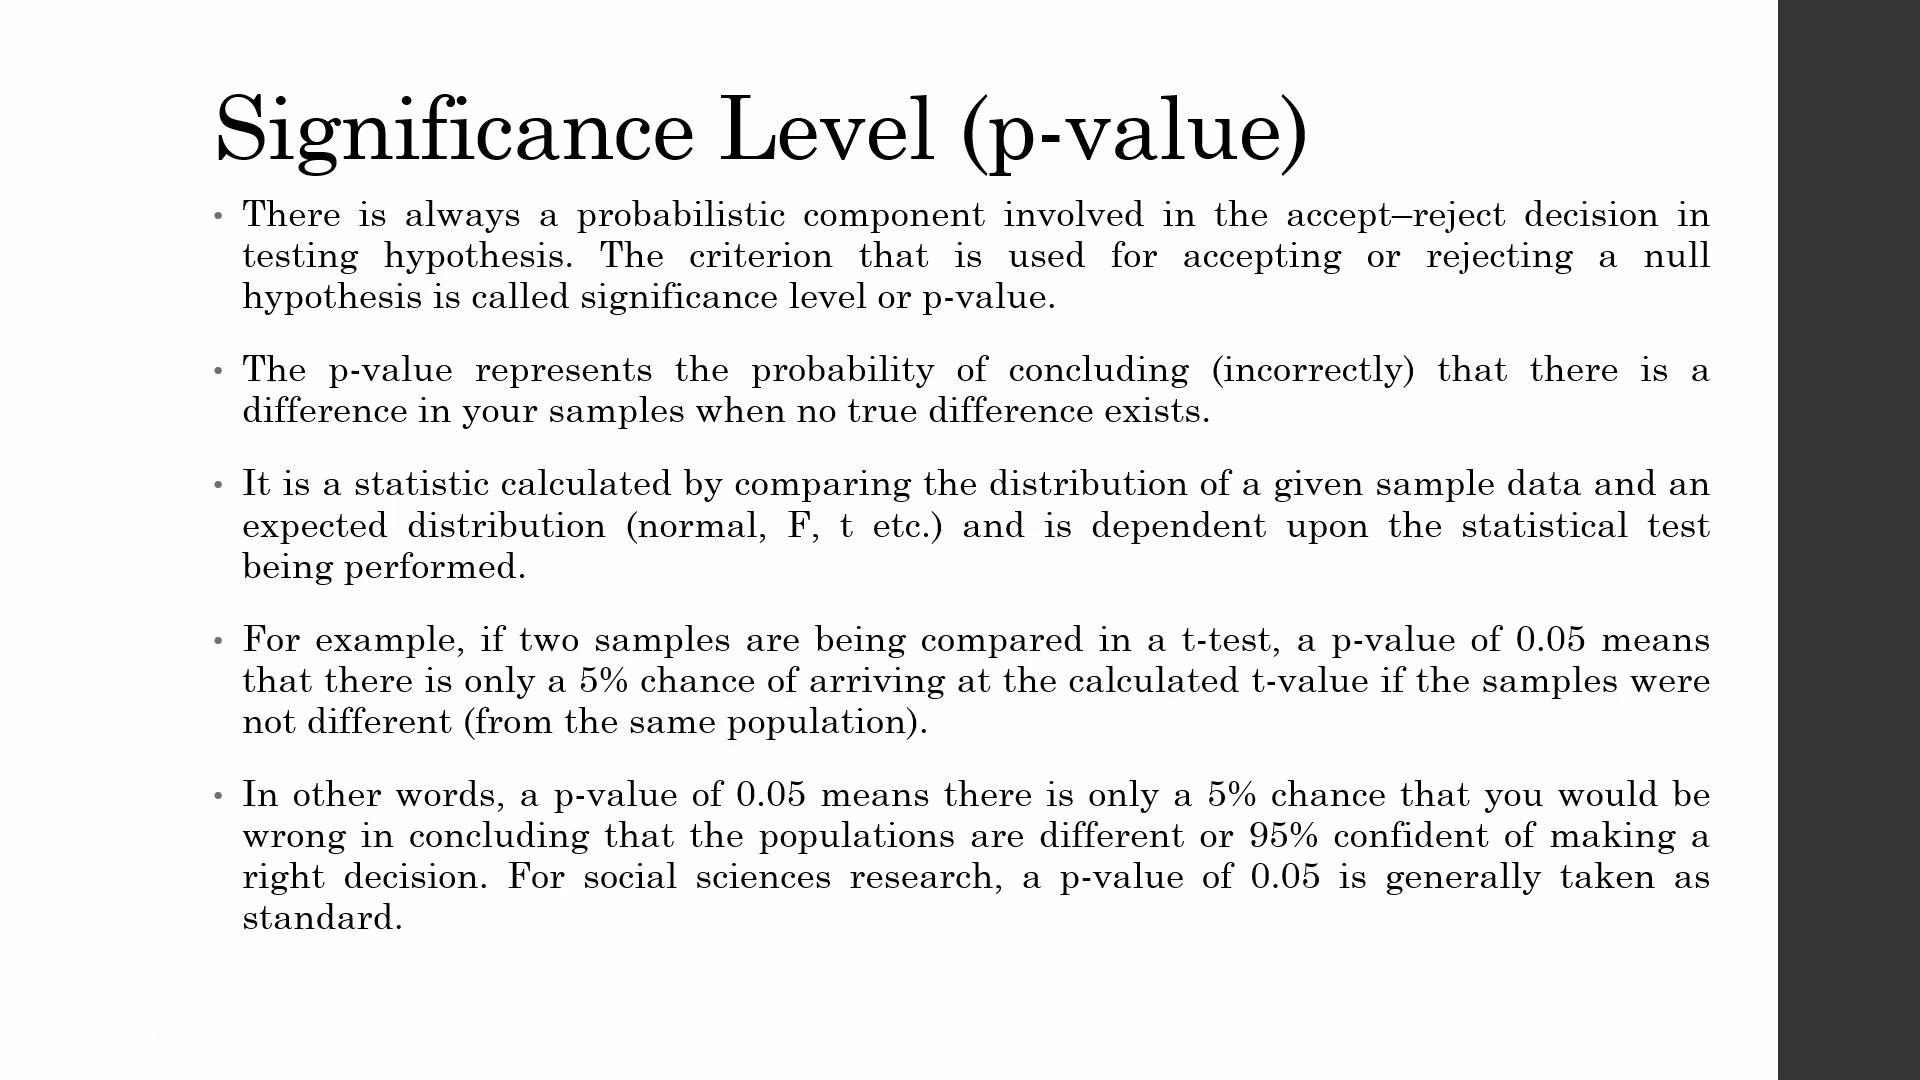 Significance Level (p-value)
• There is always a probabilistic component involved in the accept–reject decision in
testing hypothesis. The criterion that is used for accepting or rejecting a null
hypothesis is called significance level or p-value.
• The p-value represents the probability of concluding (incorrectly) that there is a
difference in your samples when no true difference exists.
• It is a statistic calculated by comparing the distribution of a given sample data and an
expected distribution (normal, F, t etc.) and is dependent upon the statistical test
being performed.
• For example, if two samples are being compared in a t-test, a p-value of 0.05 means
that there is only a 5% chance of arriving at the calculated t-value if the samples were
not different (from the same population).
• In other words, a p-value of 0.05 means there is only a 5% chance that you would be
wrong in concluding that the populations are different or 95% confident of making a
right decision. For social sciences research, a p-value of 0.05 is generally taken as
standard.